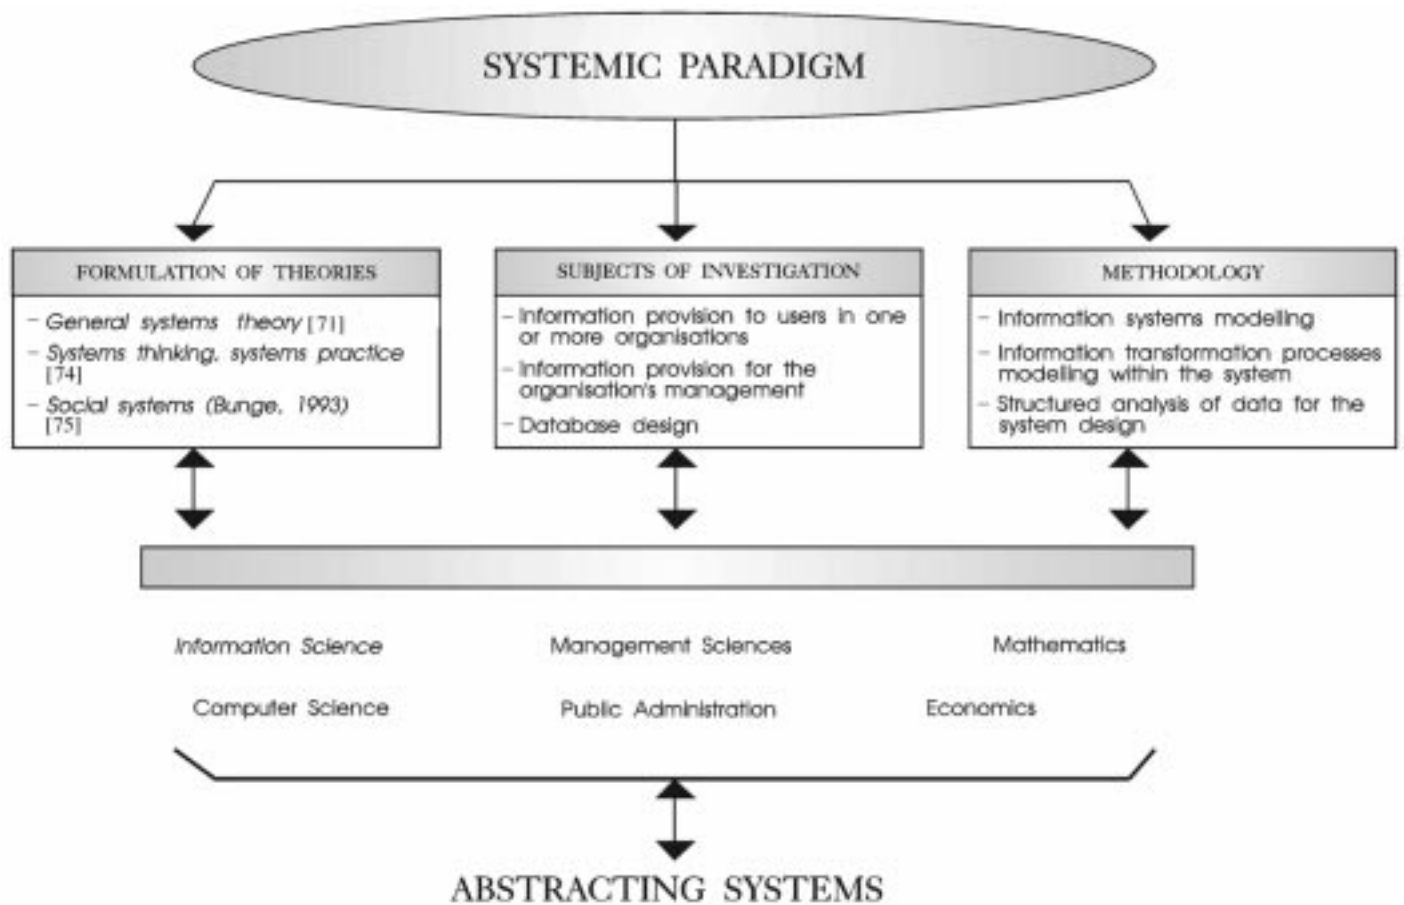 SYSTEMIC PARADIGM
FORMULATION OF THEORIES
– General systems theory [71]
– Systems thinking, systems practice
[74]
– Social systems (Bunge, 1993)
[75]
SUBJECTS OF INVESTIGATION
– Information provision to users in one
or more organisations
– Information provision for the
organisation's management
– Database design
METHODOLOGY
– Information systems modelling
– Information transformation processes
modelling within the system
– Structured analysis of data for the
system design
Information Science
Management Sciences
Mathematics
Computer Science
Public Administration
Economics
ABSTRACTING SYSTEMS